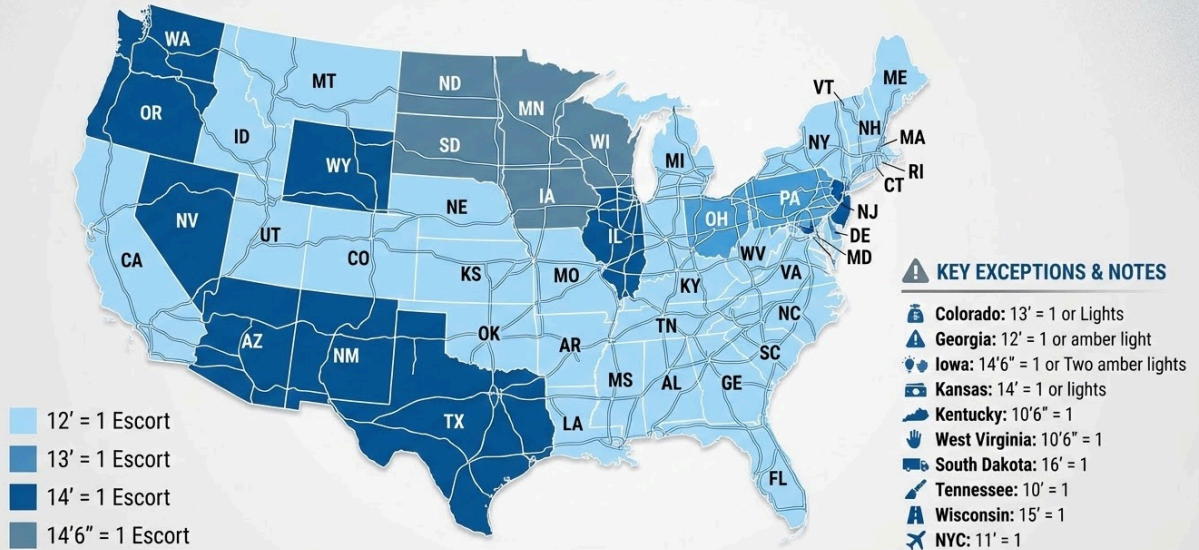 WA
MT
ND
MN
VT
ME
OR
ID
SD
WI
NY
NH
MA
WY
MI
RI
CT
NE
IA
PA
NV
UT
IL
OH
NJ
DE
MD
CA
CO
KS
MO
WV
VA
KY
NC
TN
OK
AR
SC
AZ
NM
MS
AL
GE
TX
LA
FL
12′ = 1 Escort
13′ = 1 Escort
14′ = 1 Escort
14′6″ = 1 Escort
KEY EXCEPTIONS & NOTES
Colorado: 13′ = 1 or Lights
Georgia: 12′ = 1 or amber light
Iowa: 14′6″ = 1 or Two amber lights
Kansas: 14′ = 1 or lights
Kentucky: 10′6″ = 1
West Virginia: 10′6″ = 1
South Dakota: 16′ = 1
Tennessee: 10′ = 1
Wisconsin: 15′ = 1
NYC: 11′ = 1